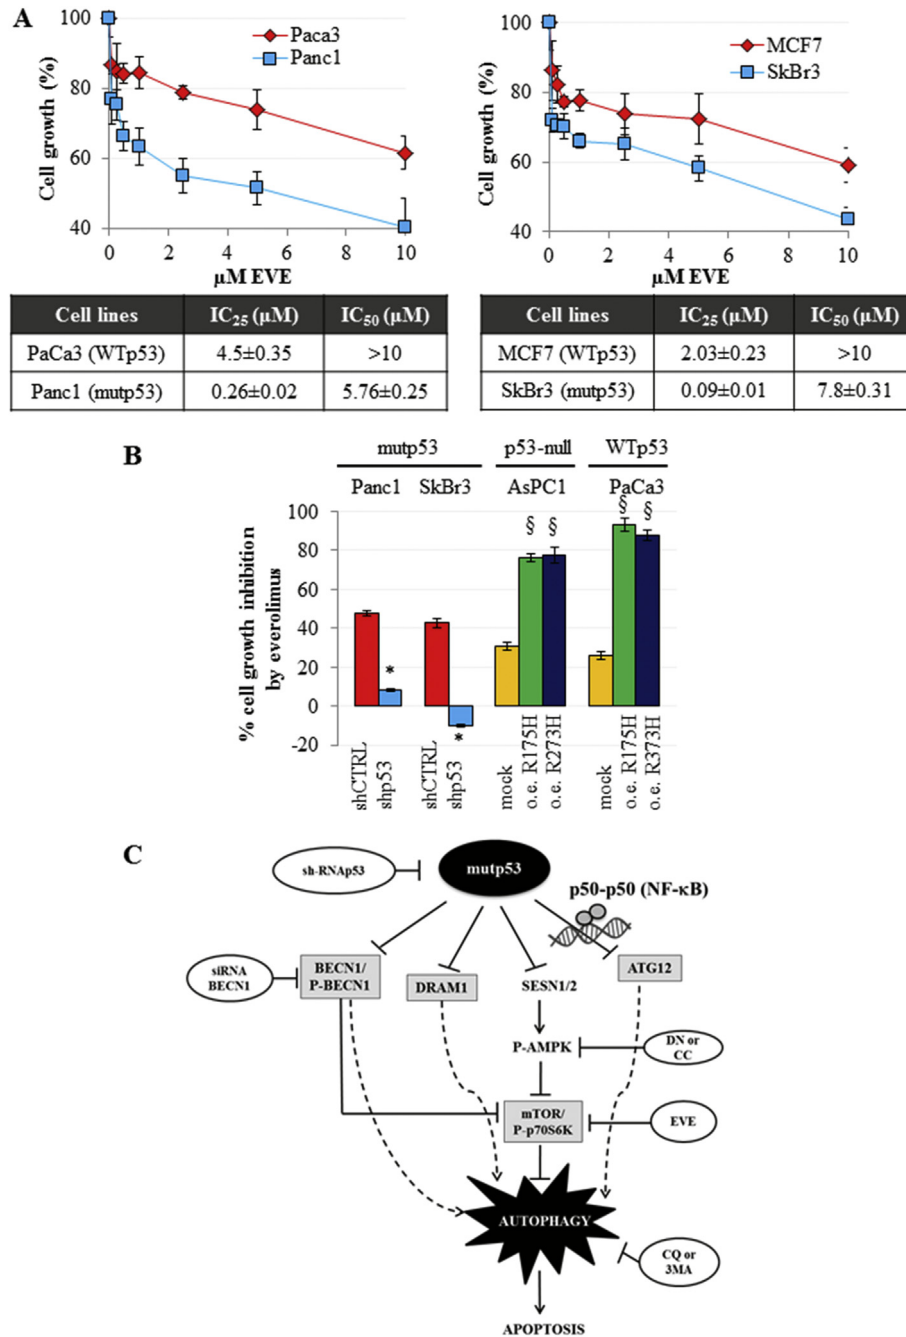 A
Cell growth (%)
100
80
60
40
Paca3
Panc1
0 2 4 6 8 10
µM EVE
Cell growth (%)
100
80
60
40
MCF7
SkBr3
0 2 4 6 8 10
µM EVE
Cell lines IC25 (µM) IC50 (µM)
PaCa3 (WTp53) 4.5±0.35 >10
Panc1 (mutp53) 0.26±0.02 5.76±0.25
Cell lines IC25 (µM) IC50 (µM)
MCF7 (WTp53) 2.03±0.23 >10
SkBr3 (mutp53) 0.09±0.01 7.8±0.31
B
mutp53 p53-null WTp53
Panc1 SkBr3 AsPC1 PaCa3
% cell growth inhibition
by everolimus
100
80
60
40
20
0
-20
* * § § § §
shCTRL
shp53
shCTRL
shp53
mock
o.e. R175H
o.e. R273H
mock
o.e. R175H
o.e. R373H
C
sh-RNAp53
mutp53
p50-p50 (NF-κB)
siRNA
BECN1
BECN1/
P-BECN1
DRAM1
SESN1/2
ATG12
P-AMPK
DN or
CC
mTOR/
P-p70S6K
EVE
AUTOPHAGY
CQ or
3MA
APOPTOSIS